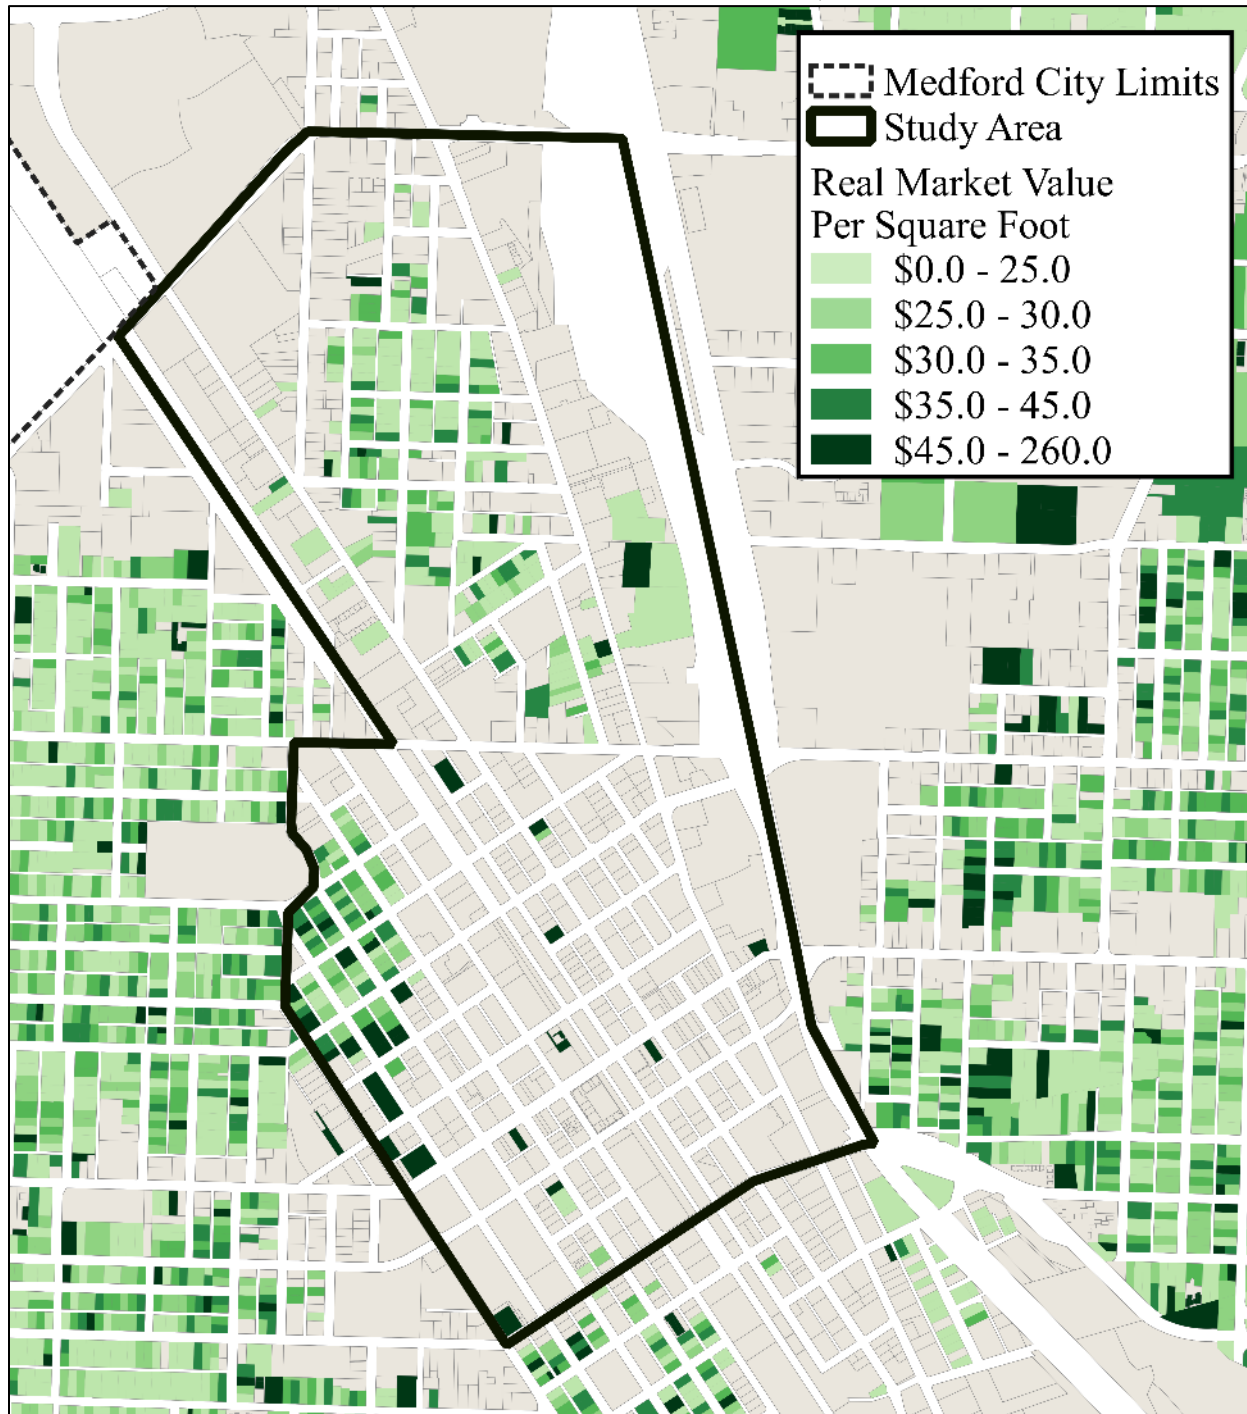 Medford City Limits
Study Area
Real Market Value
Per Square Foot
$0.0 - 25.0
$25.0 - 30.0
$30.0 - 35.0
$35.0 - 45.0
$45.0 - 260.0